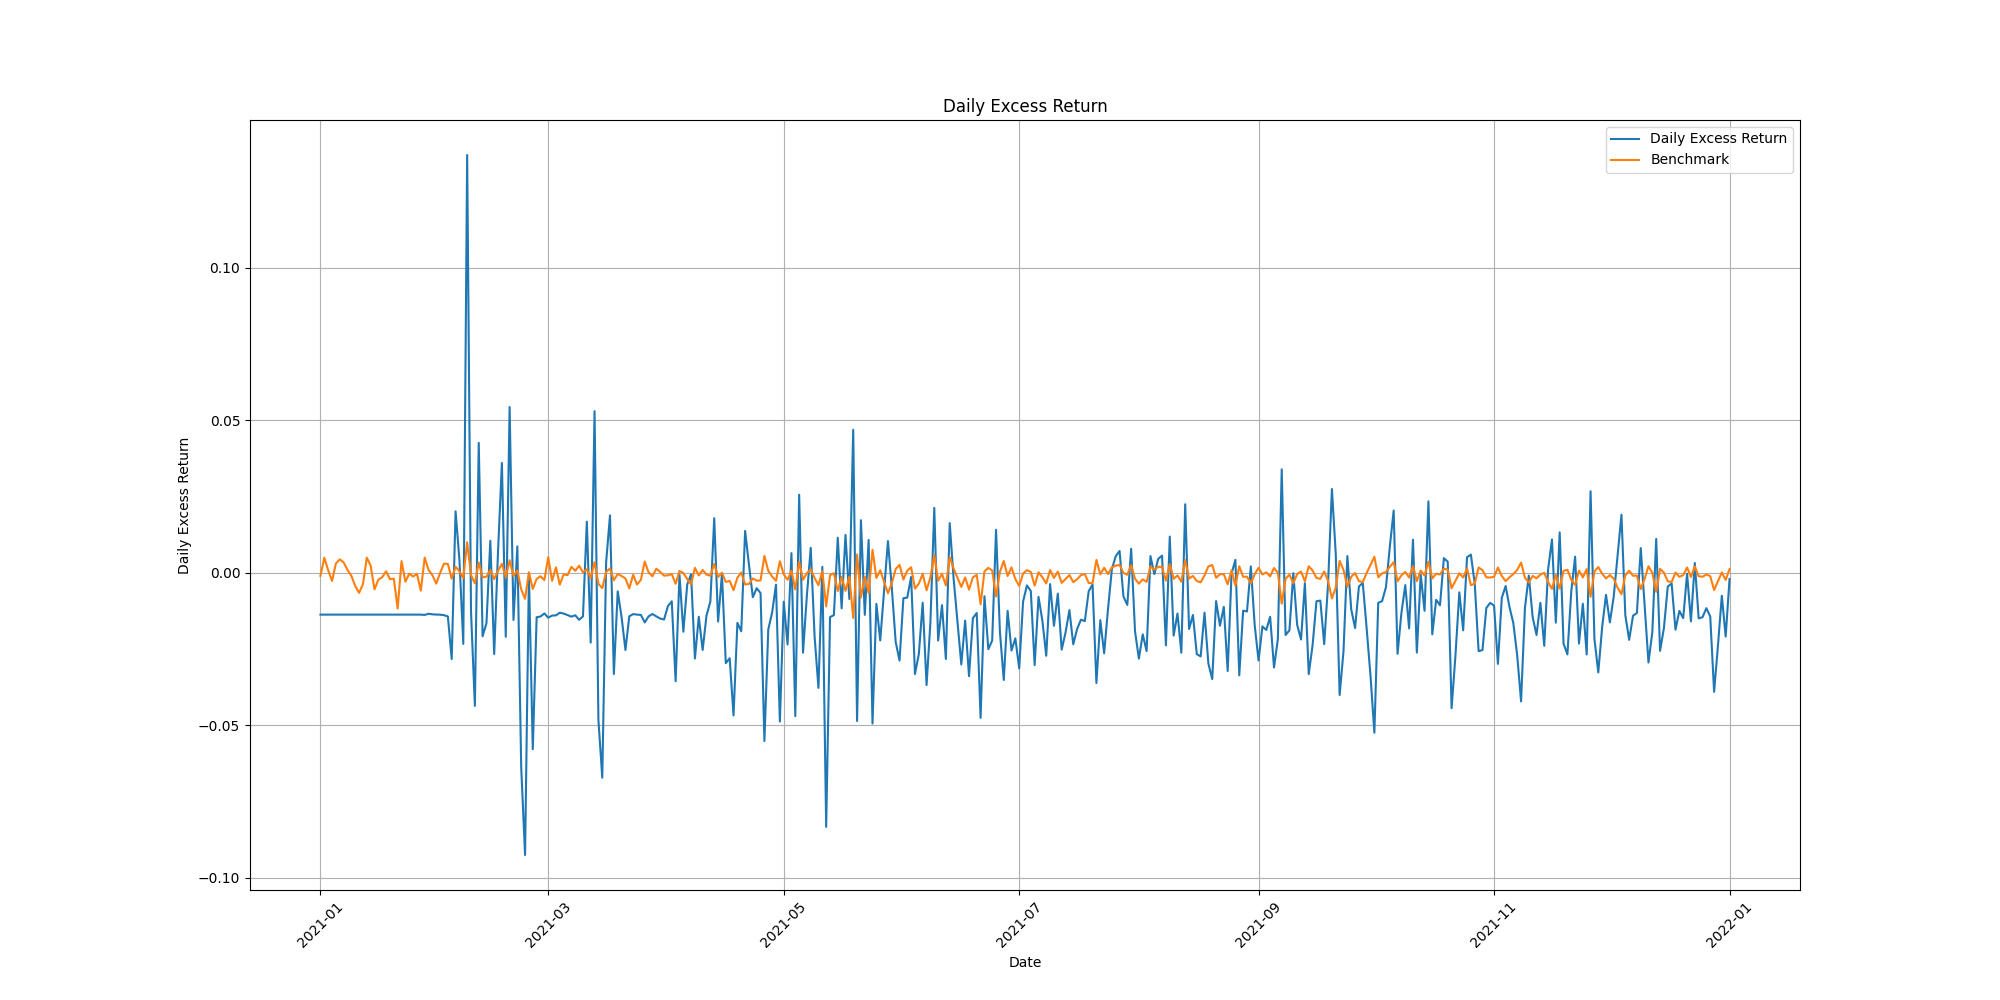 Daily Excess Return
Daily Excess Return
Benchmark
Daily Excess Return
0.10
0.05
0.00
−0.05
−0.10
2021-01
2021-03
2021-05
2021-07
2021-09
2021-11
2022-01
Date